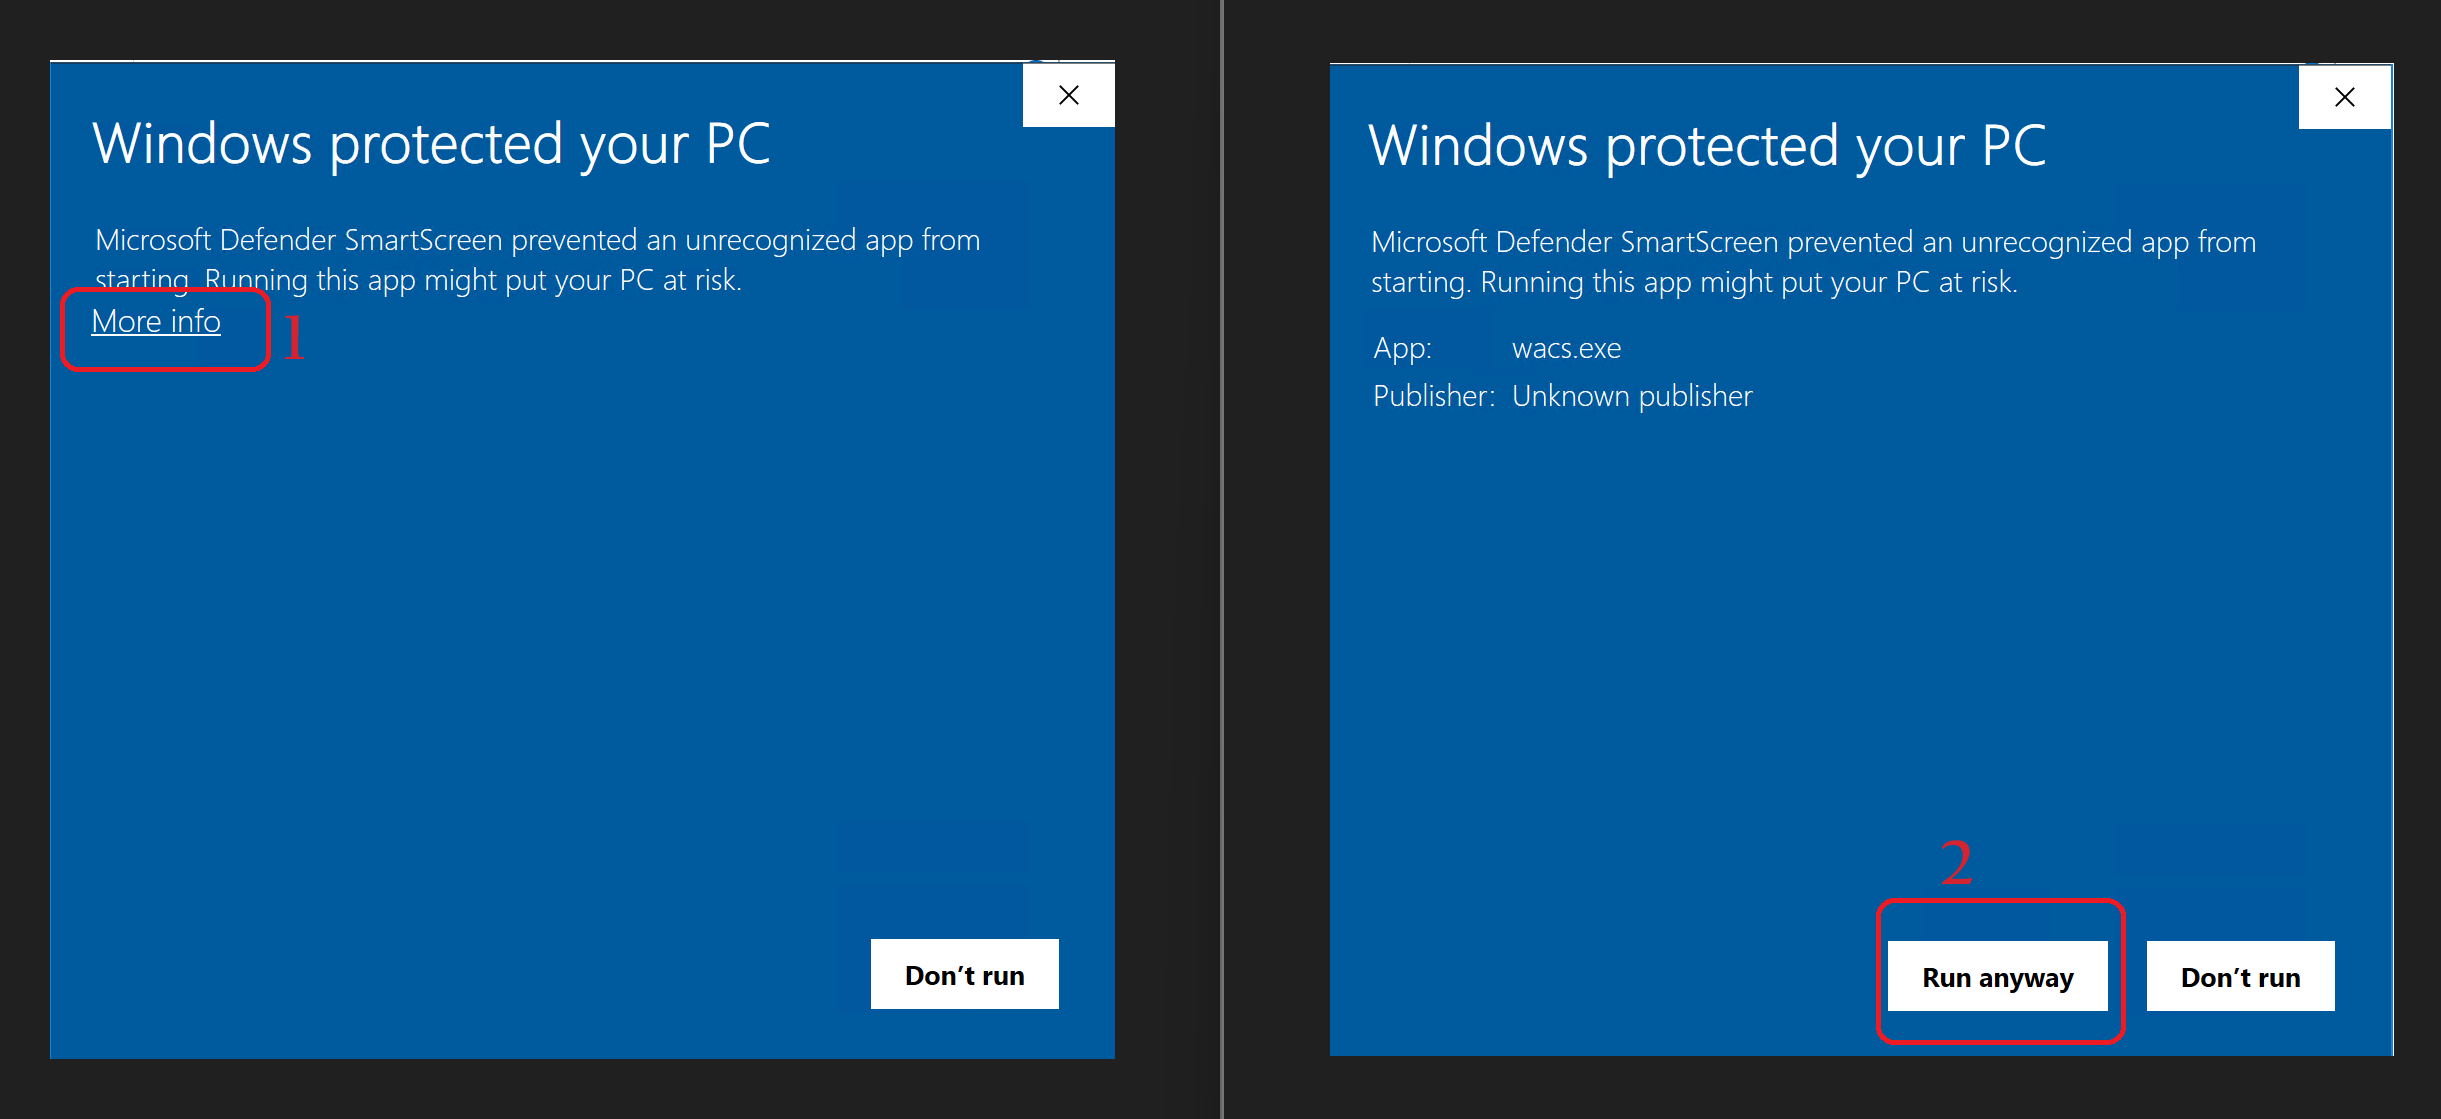 Windows protected your PC
Microsoft Defender SmartScreen prevented an unrecognized app from
starting. Running this app might put your PC at risk.
More info
1
Don't run
Windows protected your PC
Microsoft Defender SmartScreen prevented an unrecognized app from
starting. Running this app might put your PC at risk.
App: wacs.exe
Publisher: Unknown publisher
2
Run anyway Don't run